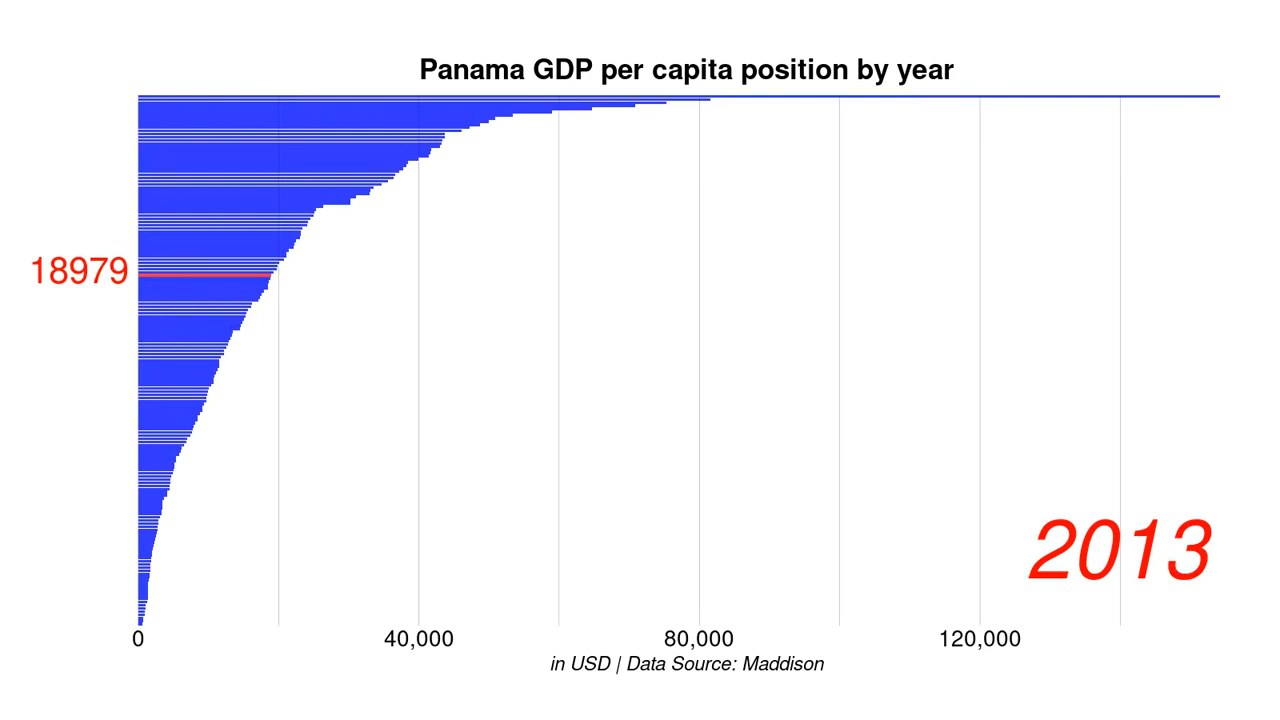 Panama GDP per capita position by year
18979
2013
0 40,000 80,000 120,000
in USD | Data Source: Maddison